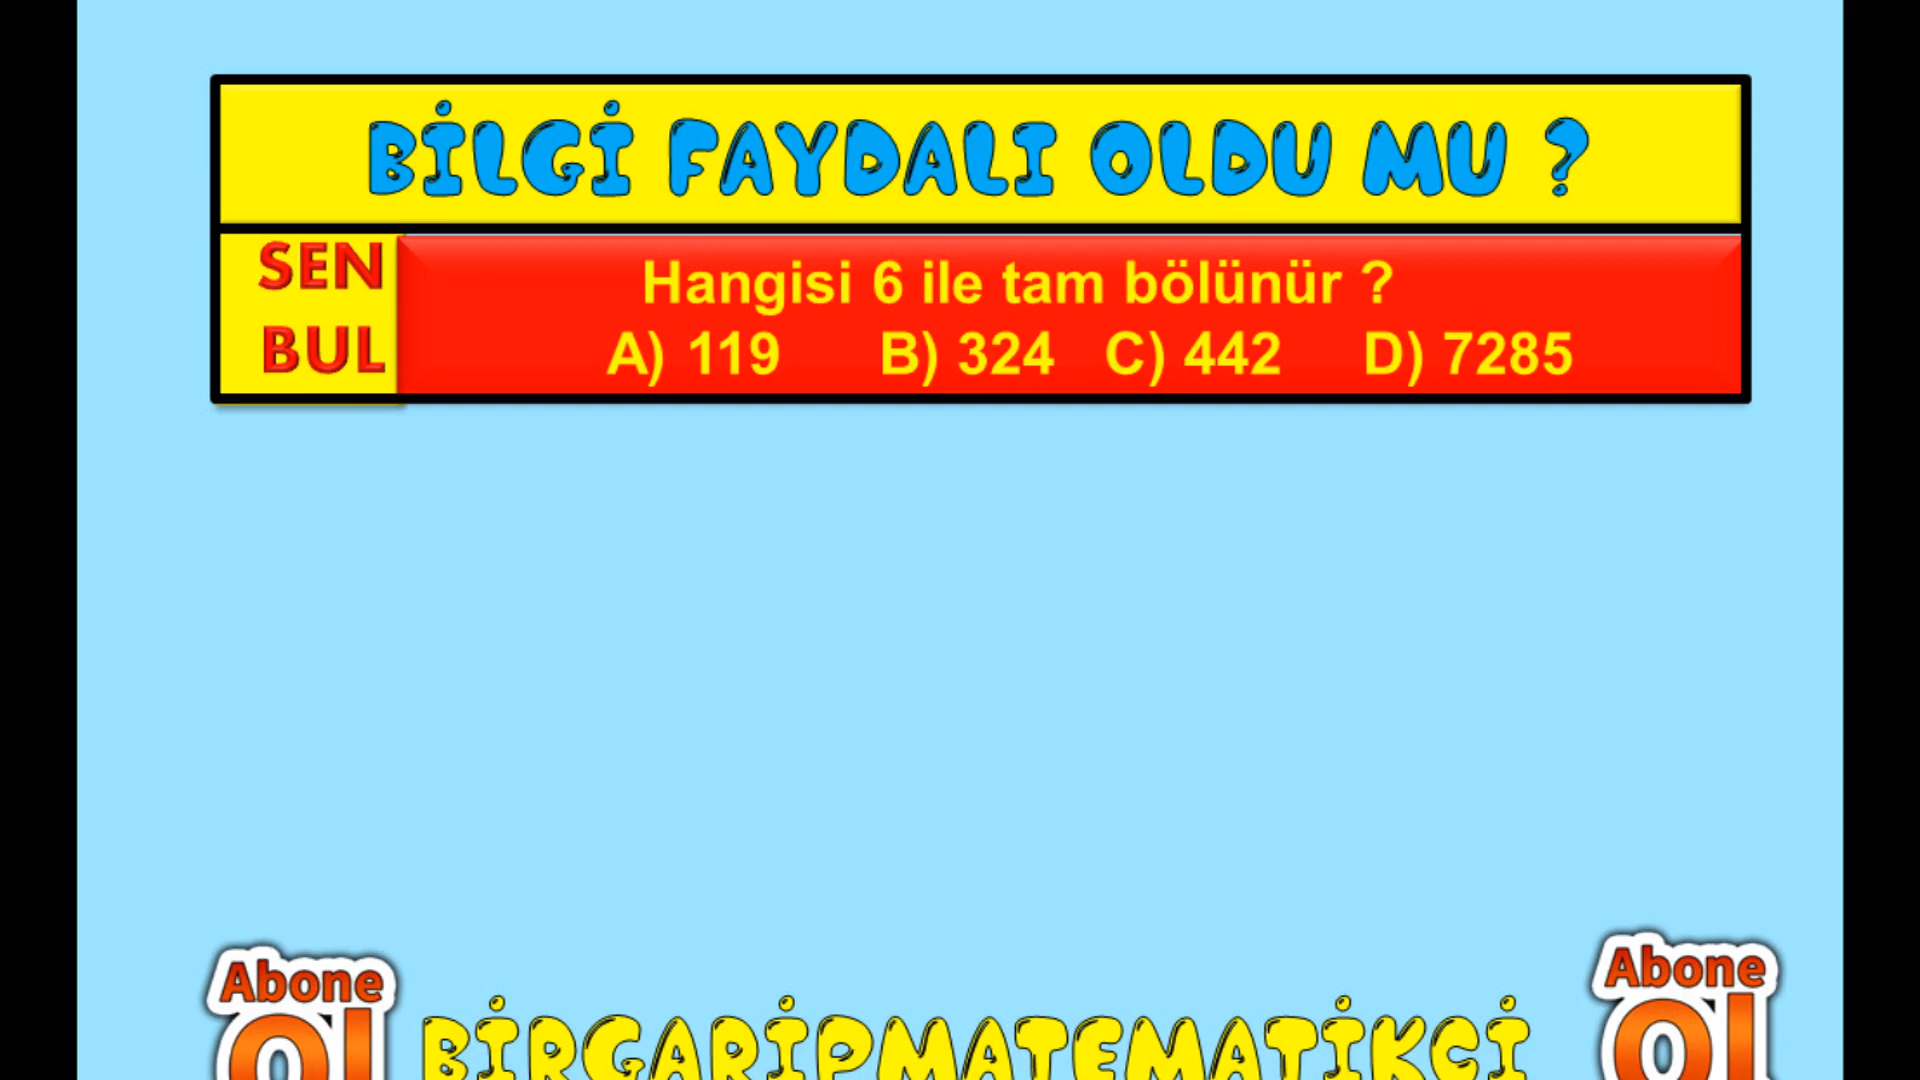 BİLGİ FAYDALI OLDU MU ?
SEN
BUL
Hangisi 6 ile tam bölünür ?
A) 119 B) 324 C) 442 D) 7285
Abone
Ol
BİRGARİPMATEMATİKÇİ
Abone
Ol